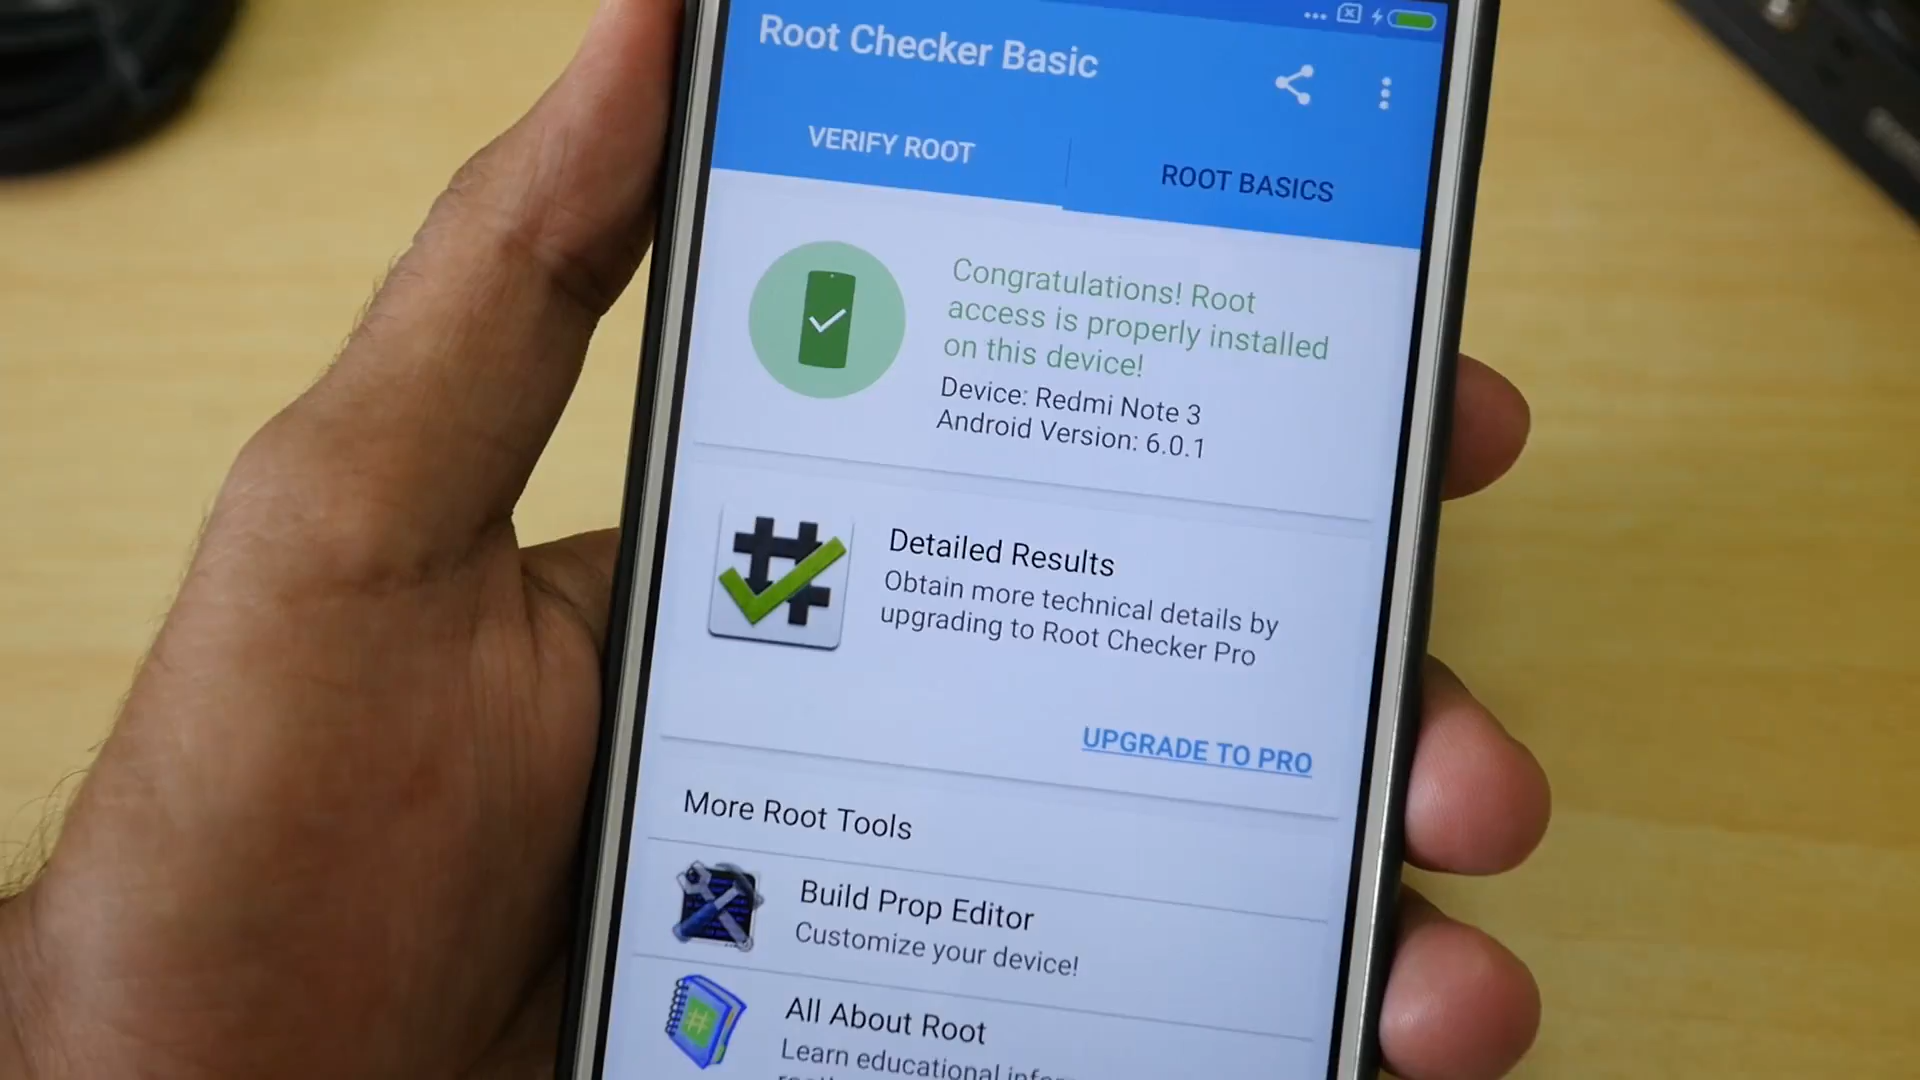 Root Checker Basic
VERIFY ROOT
ROOT BASICS
Congratulations! Root
access is properly installed
on this device!
Device: Redmi Note 3
Android Version: 6.0.1
Detailed Results
Obtain more technical details by
upgrading to Root Checker Pro
UPGRADE TO PRO
More Root Tools
Build Prop Editor
Customize your device!
All About Root
Learn educational